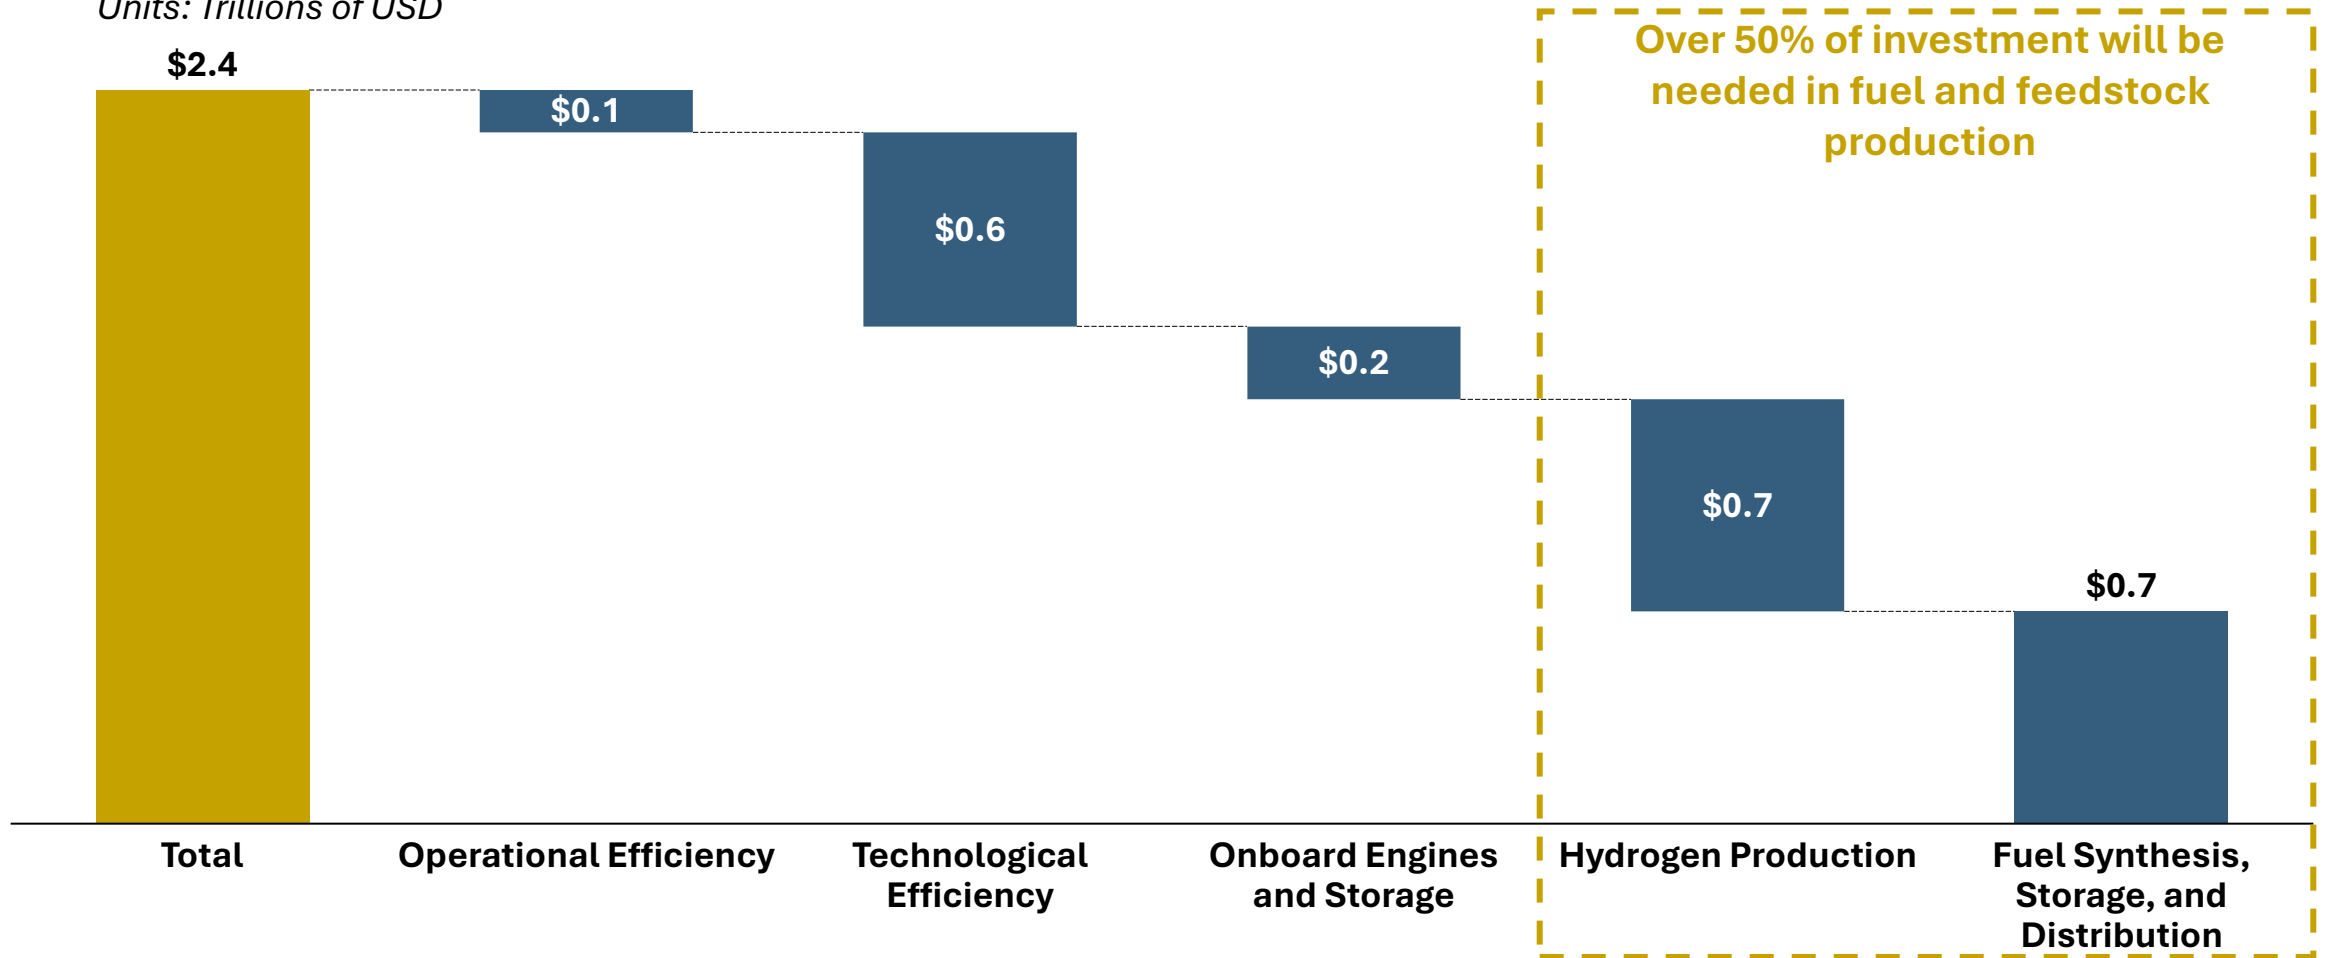 Units: Trillions of USD
Over 50% of investment will be
needed in fuel and feedstock
production
$2.4
$0.1
$0.6
$0.2
$0.7
$0.7
Total
Operational Efficiency
Technological
Efficiency
Onboard Engines
and Storage
Hydrogen Production
Fuel Synthesis,
Storage, and
Distribution